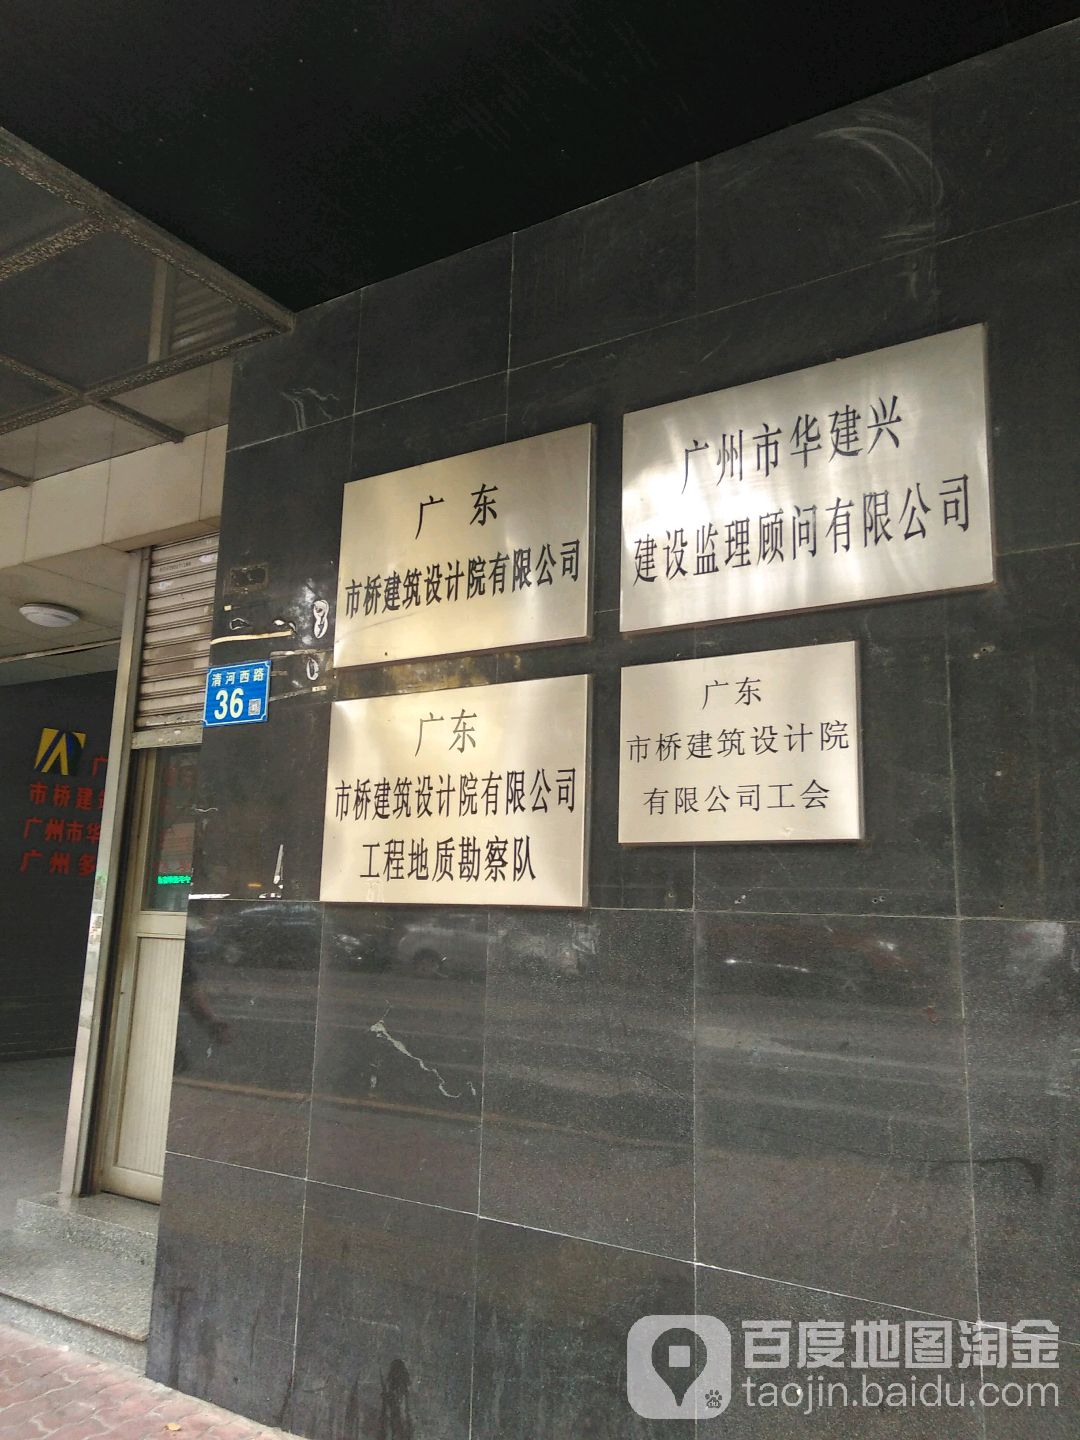 广东
市桥建筑设计院有限公司
广州市华建兴
建设监理顾问有限公司
广东
市桥建筑设计院有限公司
工程地质勘察队
广东
市桥建筑设计院
有限公司工会
清河西路
36
广
市桥建
广州市华
广州多
百度地图淘金
taojin.baidu.com